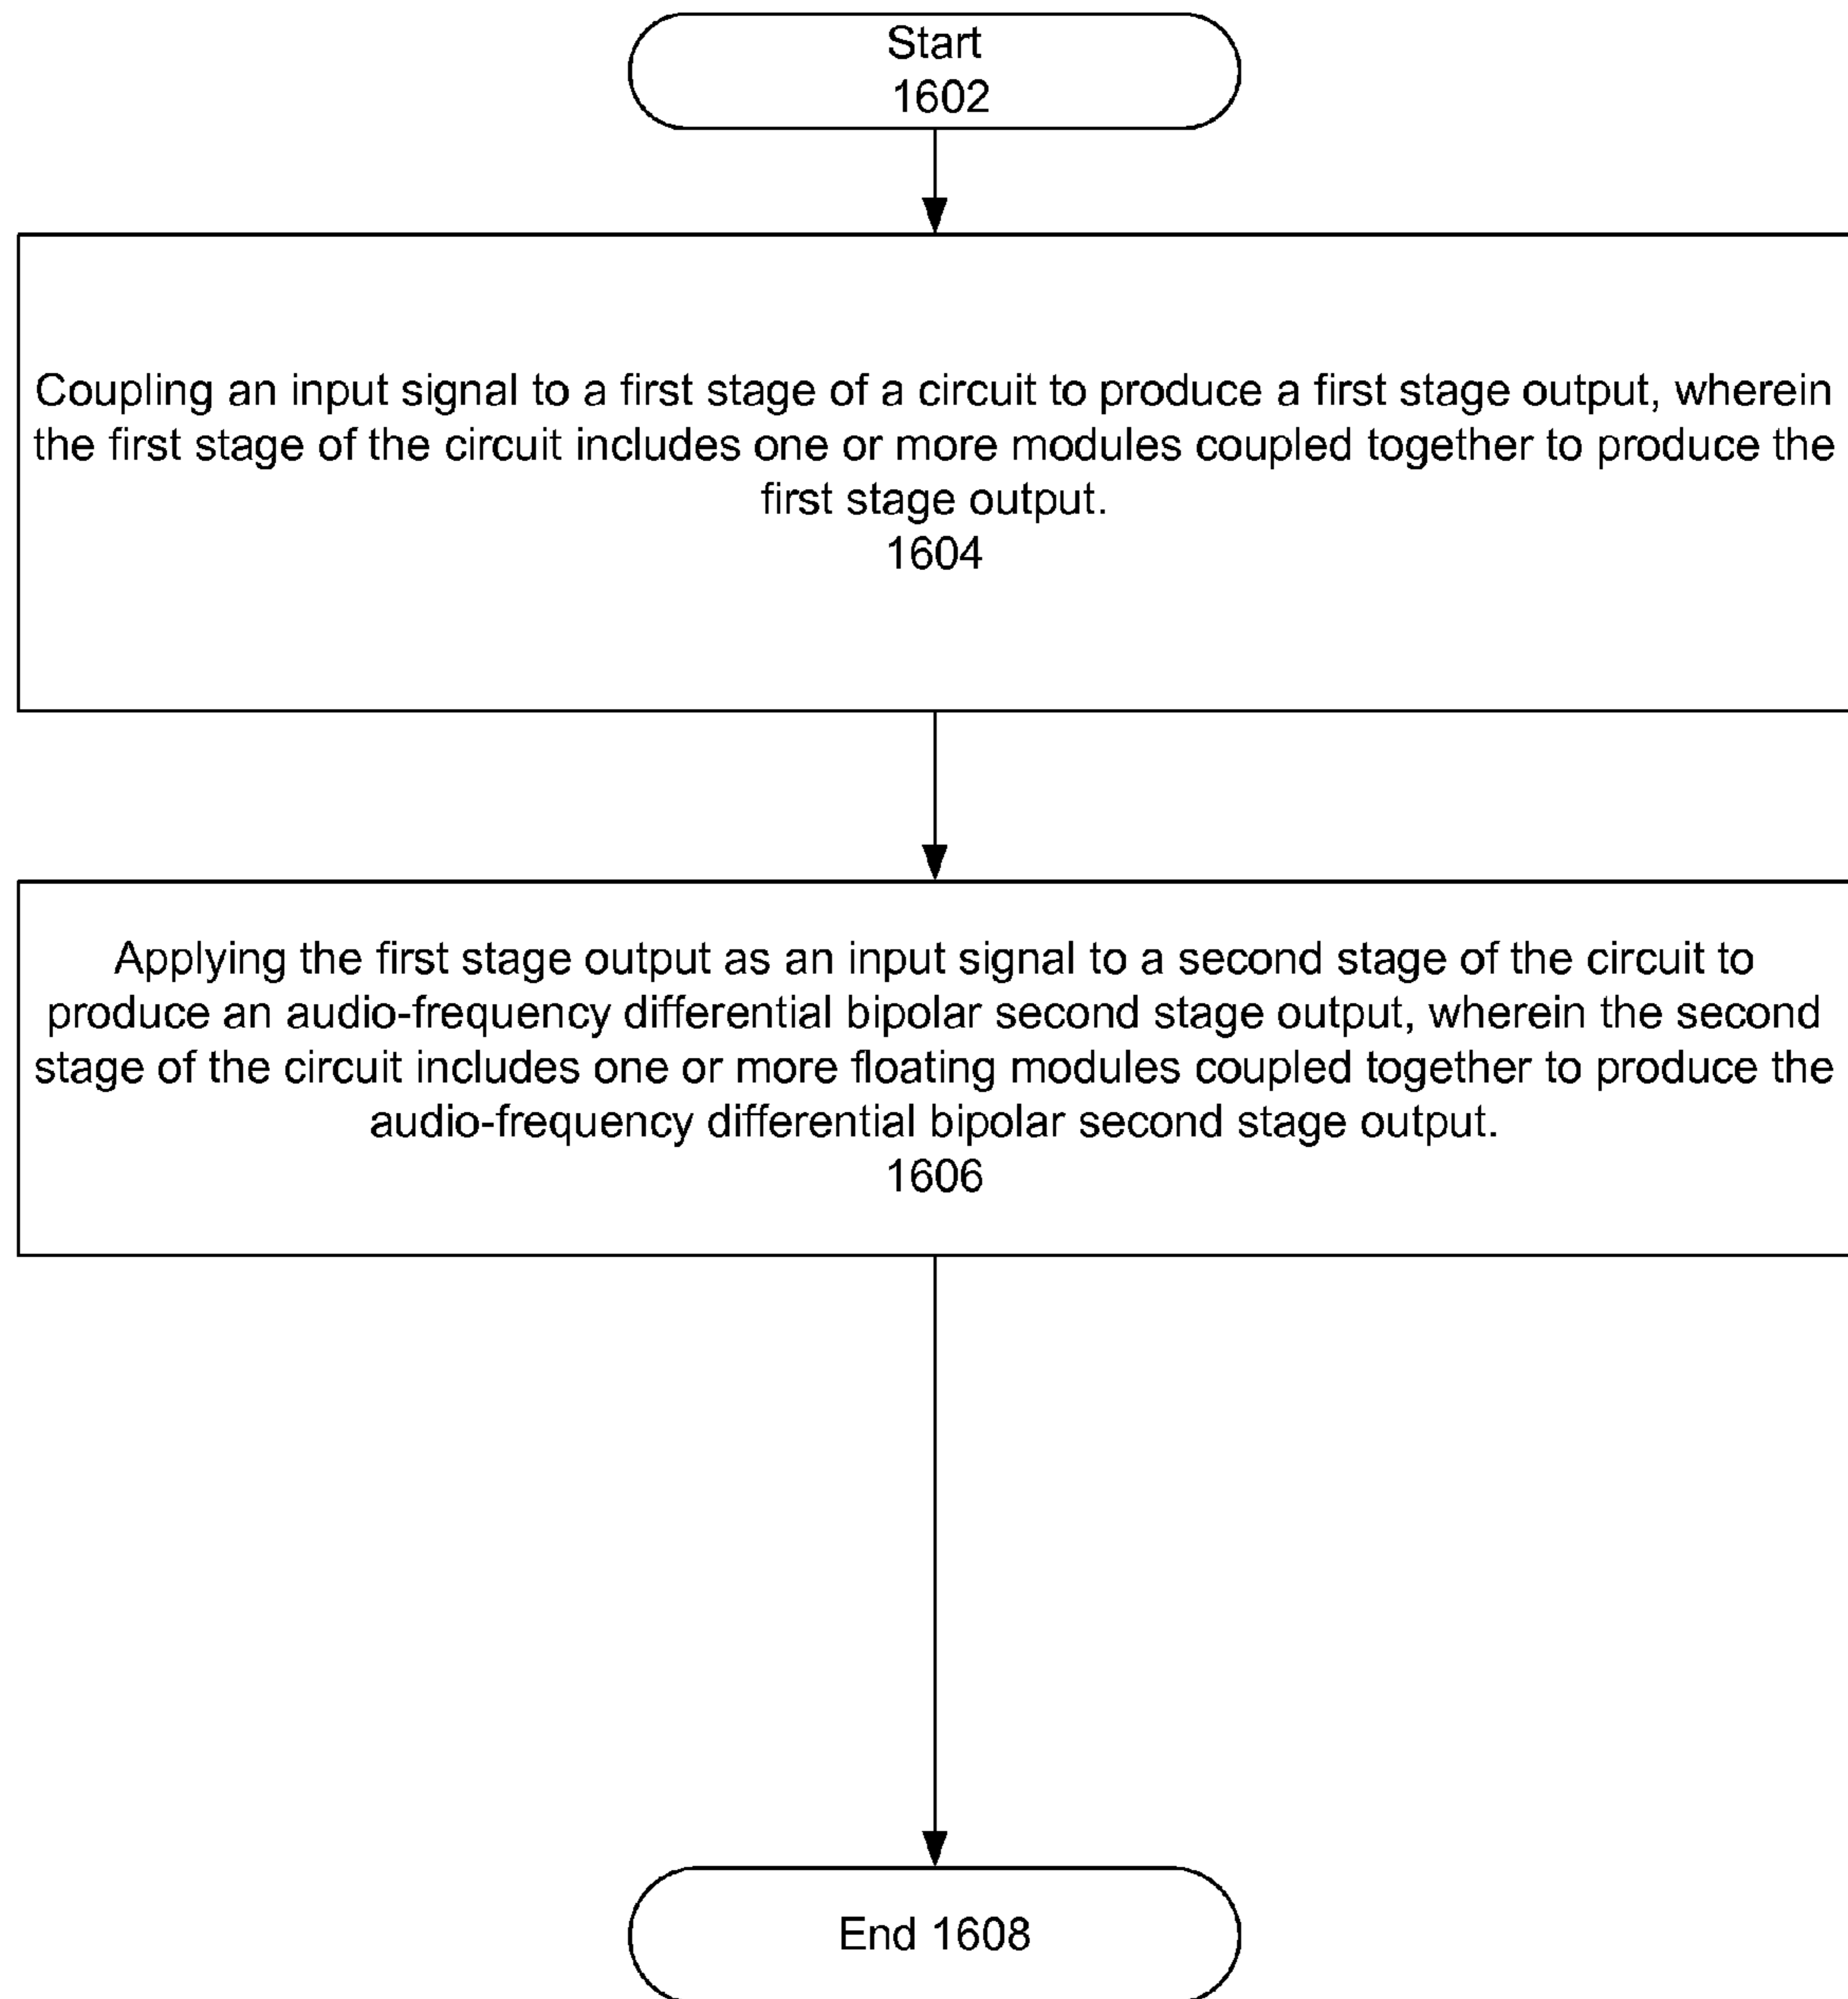 Start
1602
Coupling an input signal to a first stage of a circuit to produce a first stage output, wherein
the first stage of the circuit includes one or more modules coupled together to produce the
first stage output.
1604
Applying the first stage output as an input signal to a second stage of the circuit to
produce an audio-frequency differential bipolar second stage output, wherein the second
stage of the circuit includes one or more floating modules coupled together to produce the
audio-frequency differential bipolar second stage output.
1606
End 1608